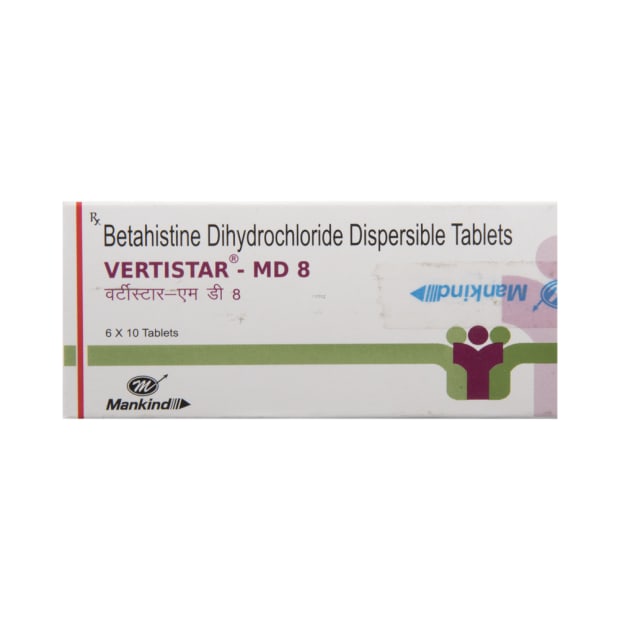 Rx
Betahistine Dihydrochloride Dispersible Tablets
VERTISTAR® - MD 8
वर्टीस्टार–एम डी 8
Mankind
6 X 10 Tablets
M
Mankind